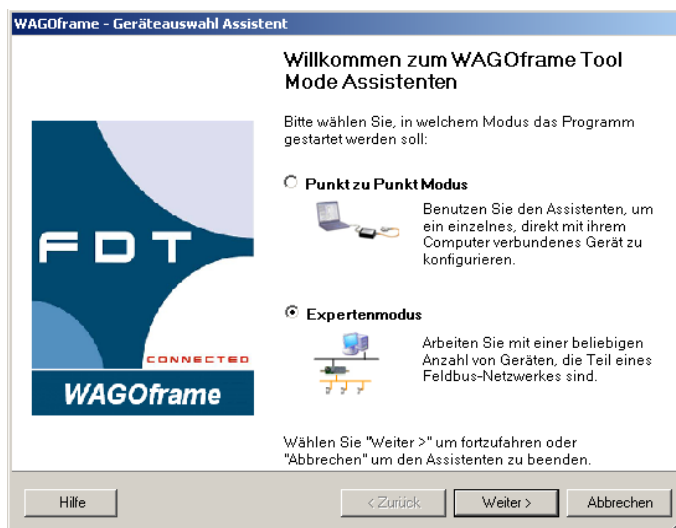 WAGOframe - Geräteauswahl Assistent
Willkommen zum WAGOframe Tool
Mode Assistenten
Bitte wählen Sie, in welchem Modus das Programm
gestartet werden soll:
Punkt zu Punkt Modus
Benutzen Sie den Assistenten, um
ein einzelnes, direkt mit ihrem
Computer verbundenes Gerät zu
konfigurieren.
Expertenmodus
Arbeiten Sie mit einer beliebigen
Anzahl von Geräten, die Teil eines
Feldbus-Netzwerkes sind.
FDT
CONNECTED
WAGOframe
Wählen Sie "Weiter >" um fortzufahren oder
"Abbrechen" um den Assistenten zu beenden.
Hilfe
< Zurück
Weiter >
Abbrechen